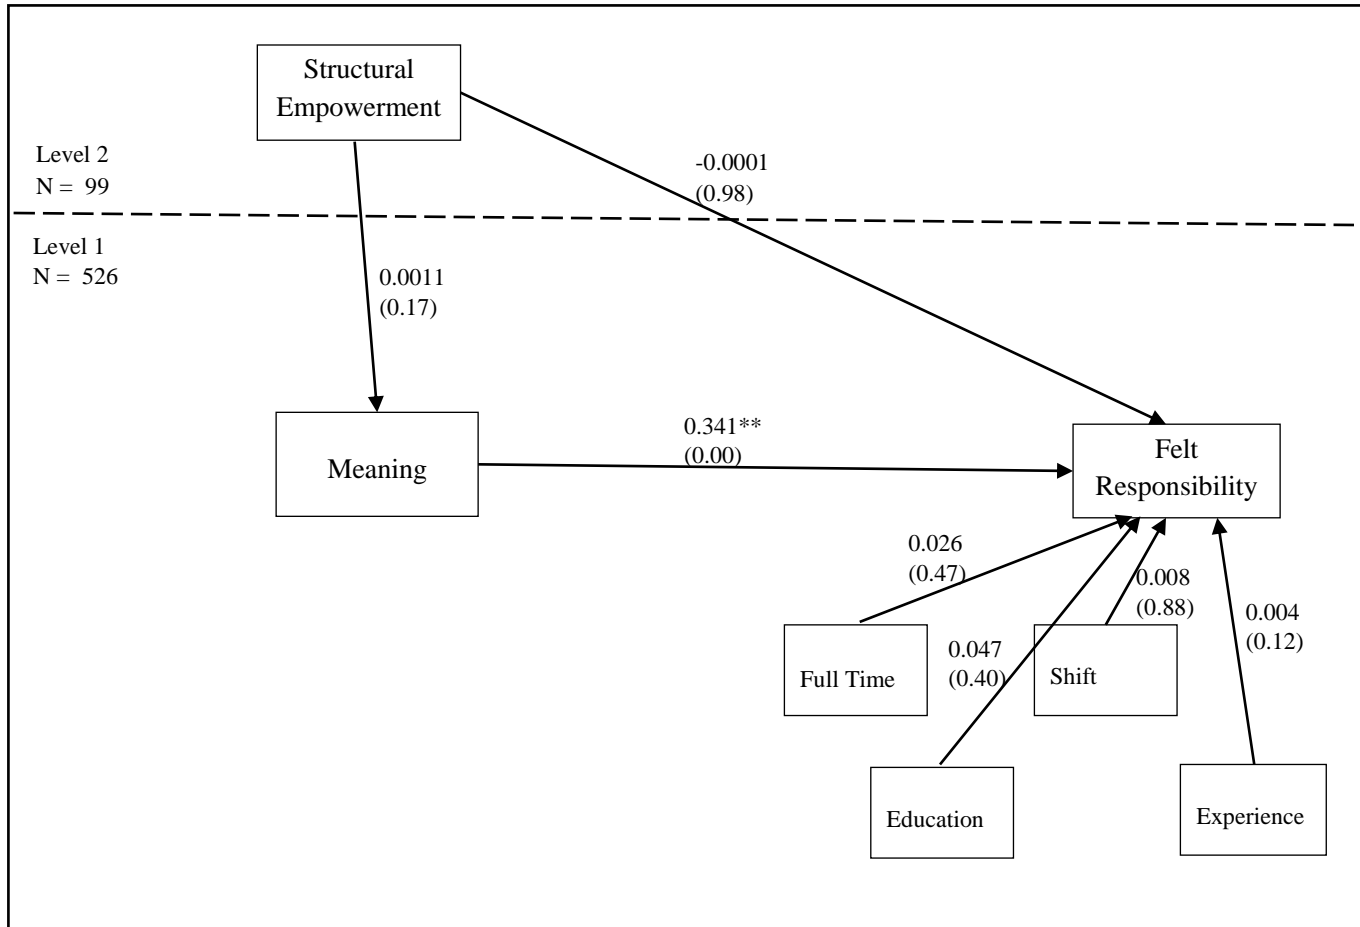 Structural
Empowerment
Level 2
N = 99
-0.0001
(0.98)
Level 1
N = 526
0.0011
(0.17)
Meaning
0.341**
(0.00)
Felt
Responsibility
0.026
(0.47)
0.008
(0.88)
0.004
(0.12)
0.047
(0.40)
Full Time
Shift
Education
Experience